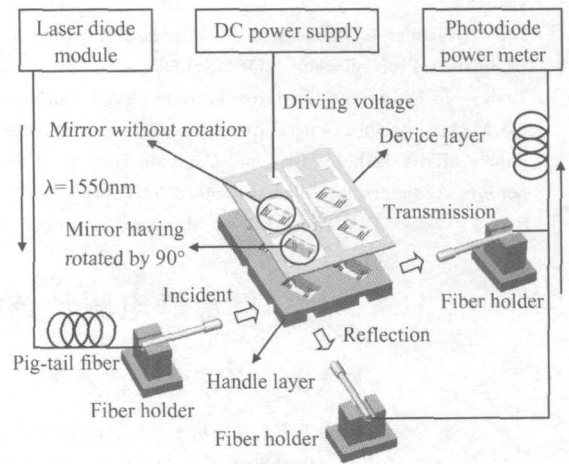 Laser diode
module
DC power supply
Photodiode
power meter
Driving voltage
Mirror without rotation
Device layer
λ=1550nm
Transmission
Mirror having
rotated by 90°
Incident
Fiber holder
Reflection
Pig-tail fiber
Handle layer
Fiber holder
Fiber holder